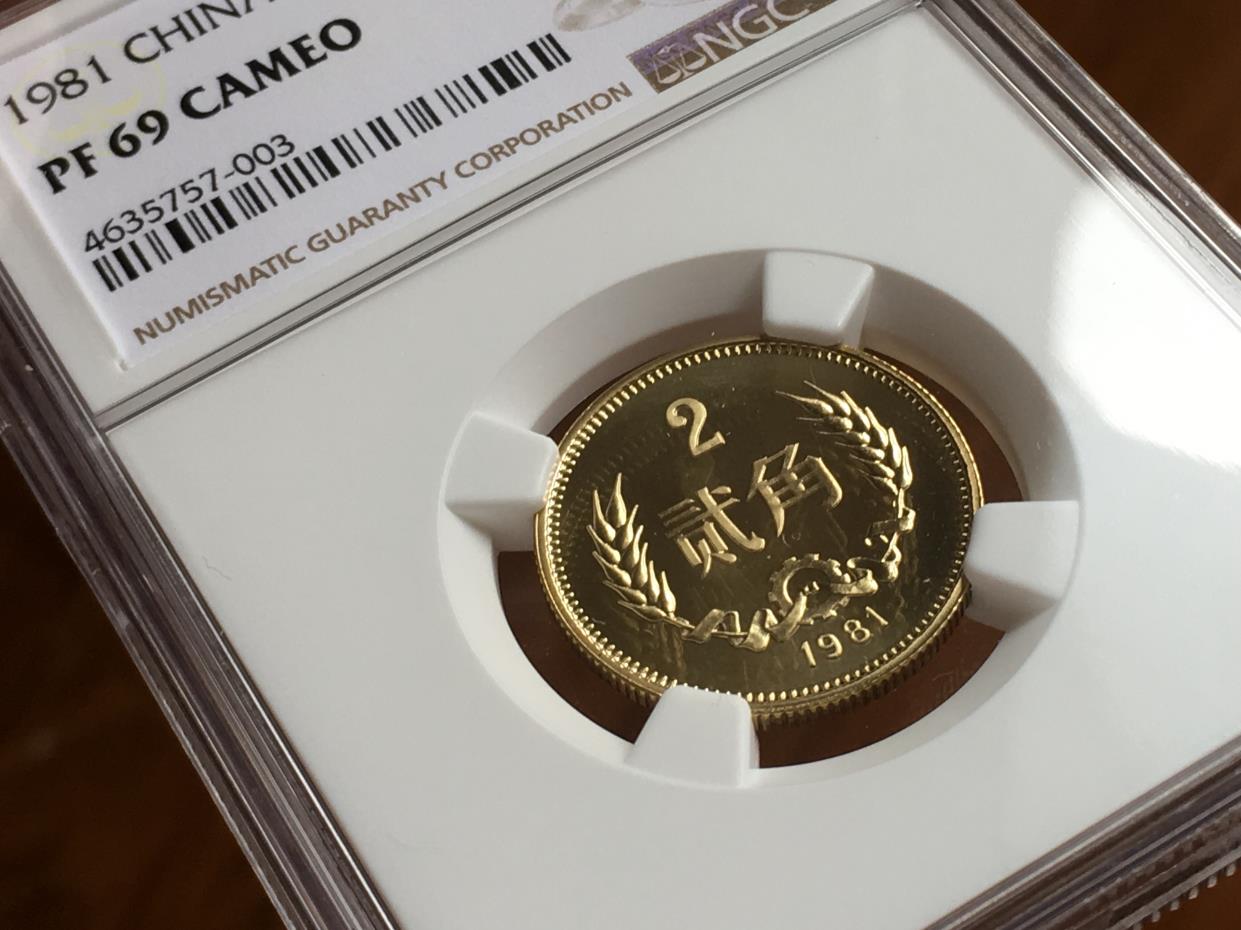 1981 CHINA
PF 69 CAMEO
4635757-003
NUMISMATIC GUARANTY CORPORATION
NGC
2
贰角
1981